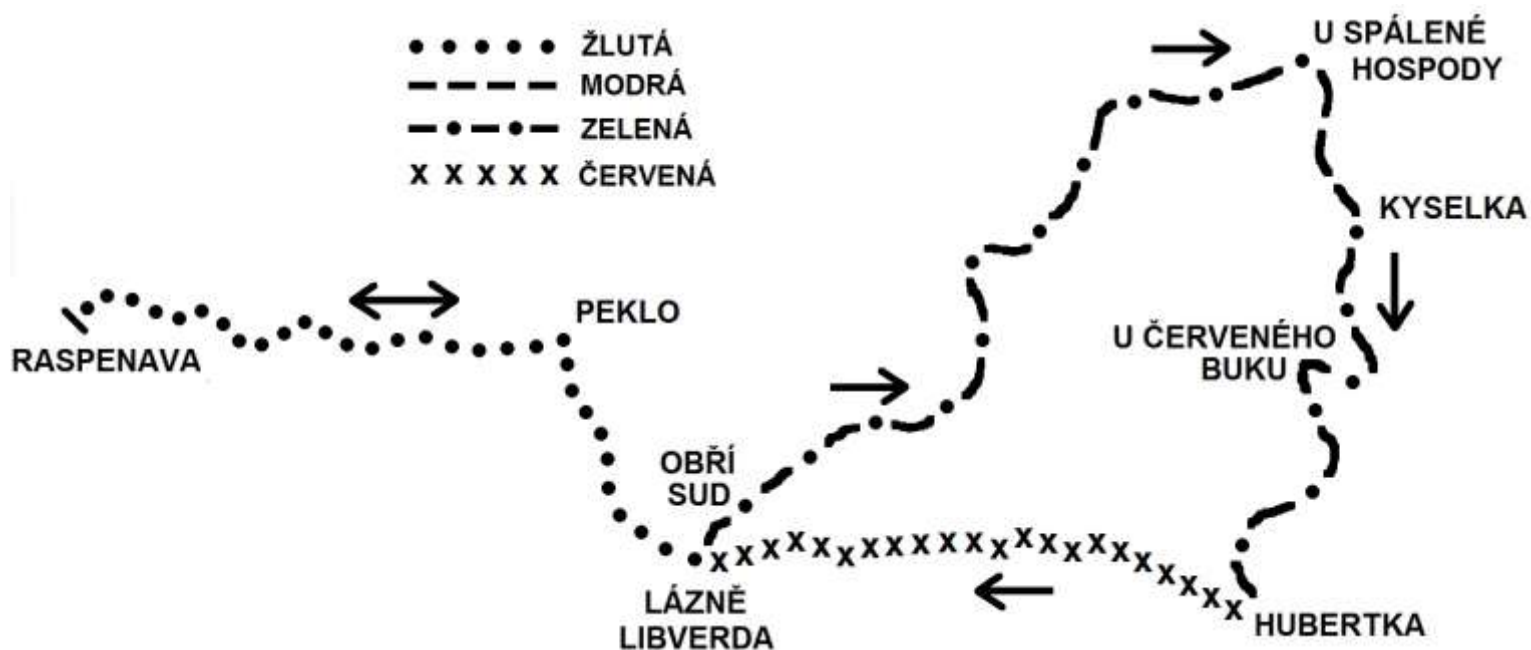 U SPÁLENÉ
HOSPODY
ŽLUTÁ
MODRÁ
ZELENÁ
X X X X X ČERVENÁ
KYSELKA
PEKLO
RASPENAVA
U ČERVENÉHO
BUKU
OBŘÍ
SUD
LÁZNĚ
LIBVERDA
HUBERTKA